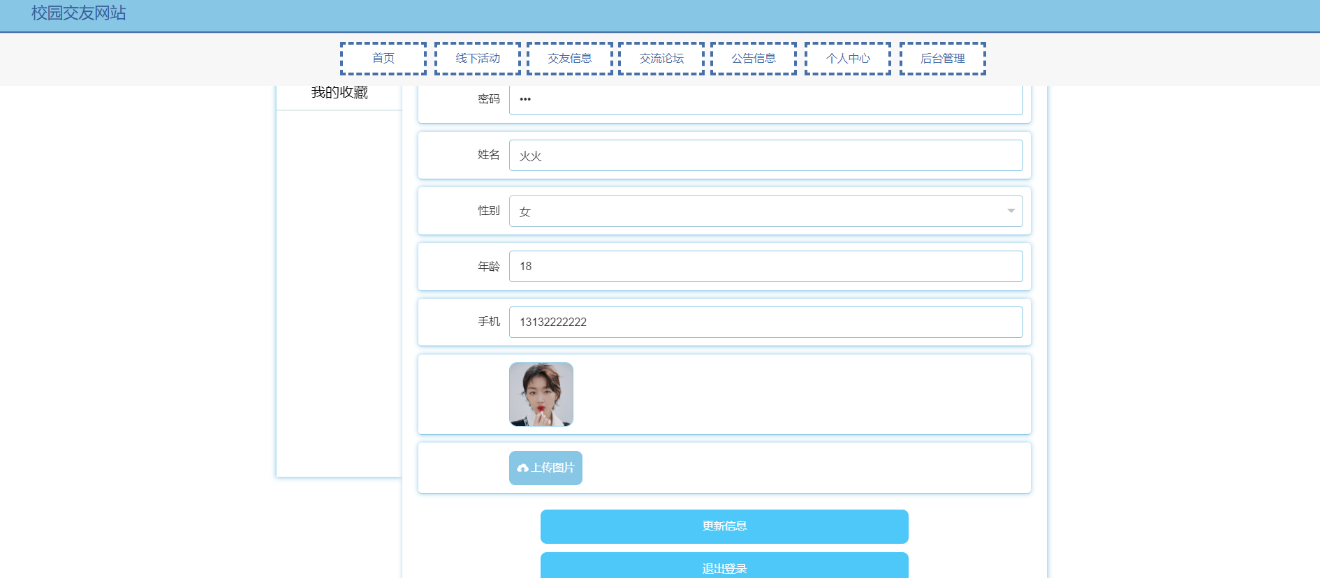 校园交友网站
首页 线下活动 交友信息 交流论坛 公告信息 个人中心 后台管理
我的收藏
密码 •••
姓名 火火
性别 女
年龄 18
手机 13132222222
上传图片
更新信息
退出登录